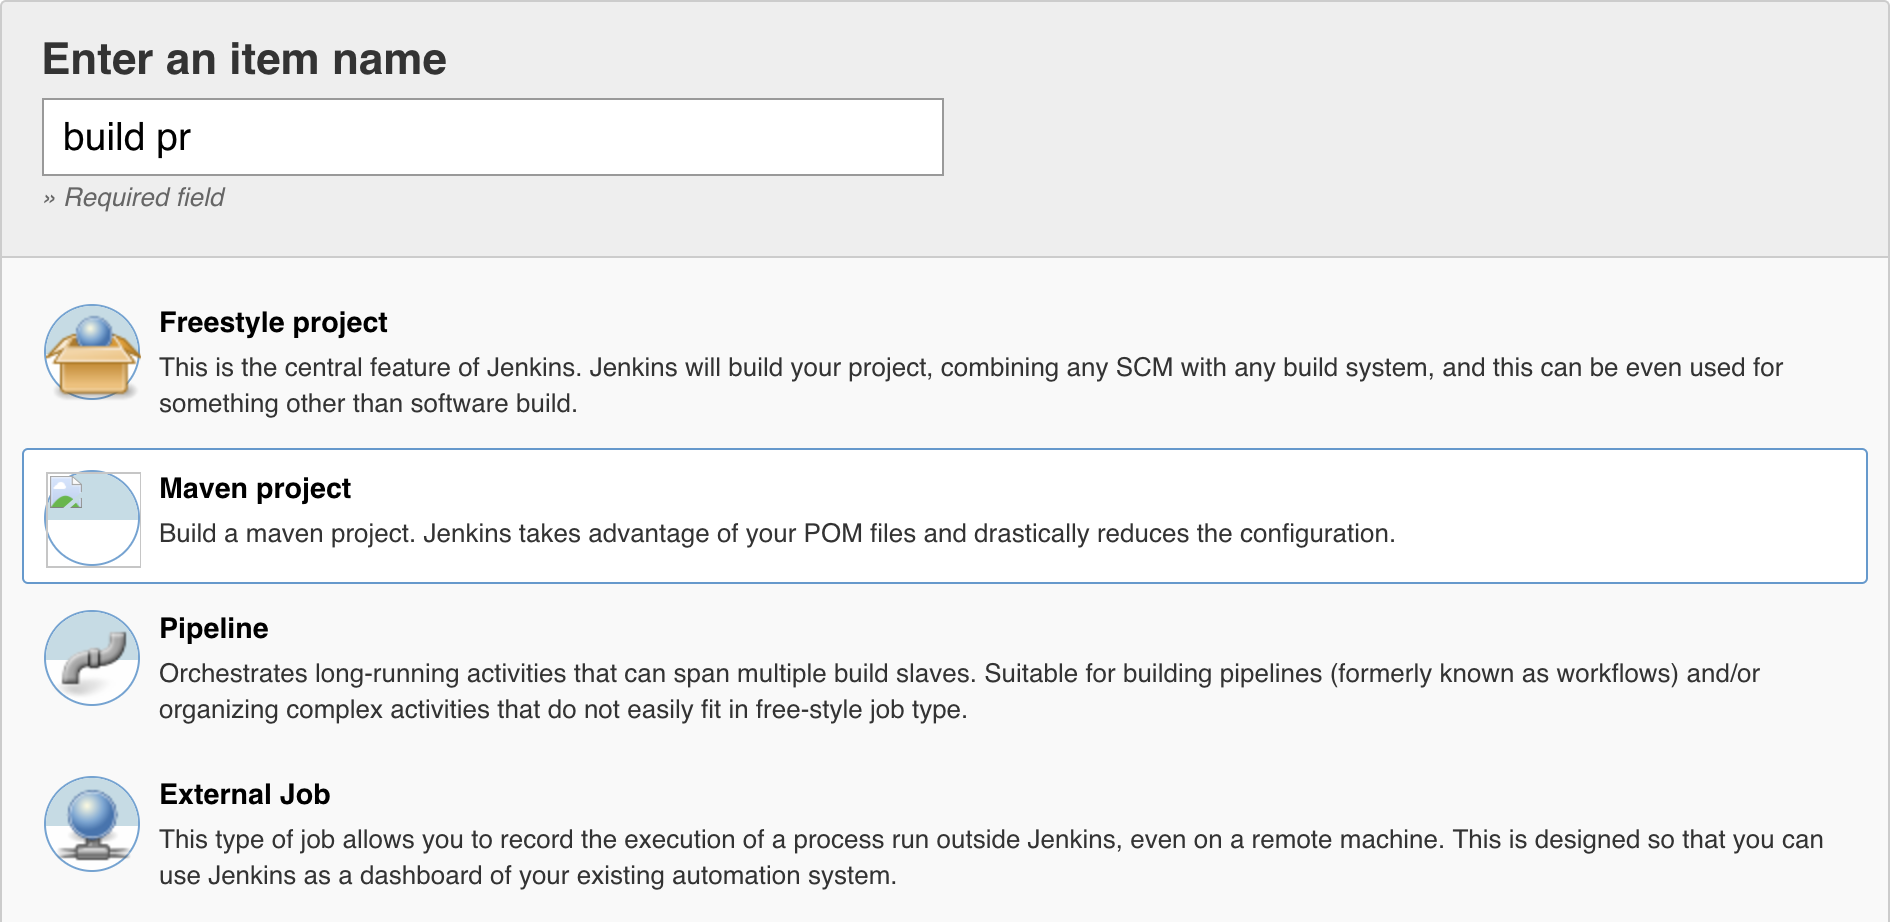 Enter an item name
build pr
» Required field
Freestyle project
This is the central feature of Jenkins. Jenkins will build your project, combining any SCM with any build system, and this can be even used for
something other than software build.
Maven project
Build a maven project. Jenkins takes advantage of your POM files and drastically reduces the configuration.
Pipeline
Orchestrates long-running activities that can span multiple build slaves. Suitable for building pipelines (formerly known as workflows) and/or
organizing complex activities that do not easily fit in free-style job type.
External Job
This type of job allows you to record the execution of a process run outside Jenkins, even on a remote machine. This is designed so that you can
use Jenkins as a dashboard of your existing automation system.